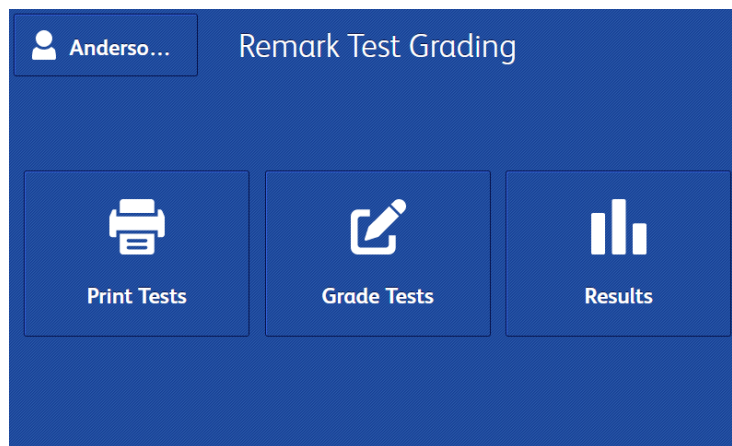 Anderso...
Remark Test Grading
Print Tests
Grade Tests
Results